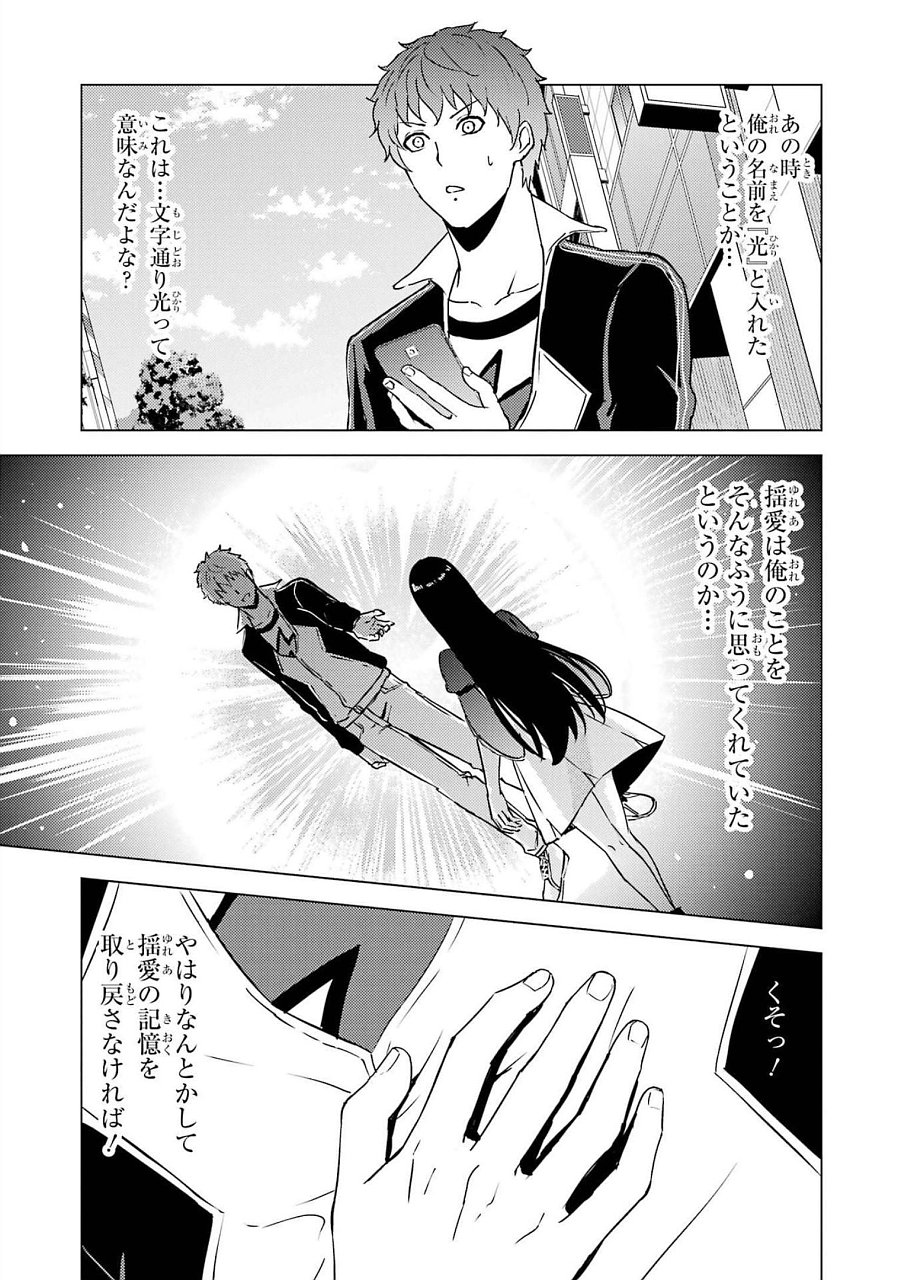 あの時
俺の名前を『光』と入れた
ということか…
これは…文字通り光って
意味なんだよな?
揺愛は俺のことを
そんなふうに思ってくれていた
というのか…
くそっ!
やはりなんとかして
揺愛の記憶を
取り戻さなければ!